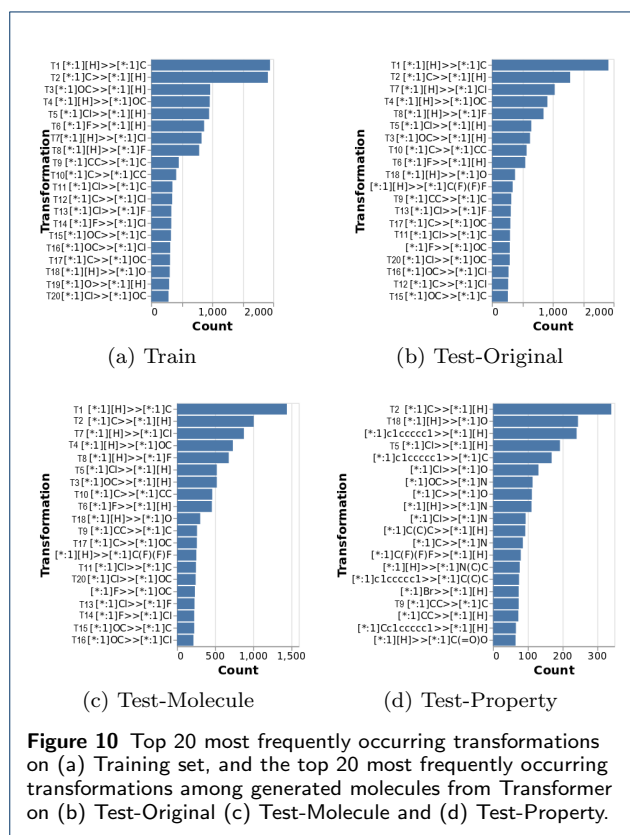 T1 [*:1][H]>>[*:1]C
T2 [*:1]C>>[*:1][H]
T3 [*:1]OC>>[*:1][H]
T4 [*:1][H]>>[*:1]OC
T5 [*:1]Cl>>[*:1][H]
T6 [*:1]F>>[*:1][H]
T7[*:1][H]>>[*:1]Cl
T8 [*:1][H]>>[*:1]F
T9 [*:1]CC>>[*:1]C
T10[*:1]C>>[*:1]CC
T11 [*:1]Cl>>[*:1]C
T12 [*:1]C>>[*:1]Cl
T13 [*:1]Cl>>[*:1]F
T14 [*:1]F>>[*:1]Cl
T15[*:1]OC>>[*:1]C
T16[*:1]OC>>[*:1]Cl
T17[*:1]C>>[*:1]OC
T18[*:1][H]>>[*:1]O
T19[*:1]O>>[*:1][H]
T20[*:1]Cl>>[*:1]OC
Transformation
0 1,000 2,000
Count
(a) Train
T1 [*:1][H]>>[*:1]C
T2 [*:1]C>>[*:1][H]
T7 [*:1][H]>>[*:1]Cl
T4 [*:1][H]>>[*:1]OC
T8 [*:1][H]>>[*:1]F
T5 [*:1]Cl>>[*:1][H]
T3 [*:1]OC>>[*:1][H]
T10 [*:1]C>>[*:1]CC
T6 [*:1]F>>[*:1][H]
T18 [*:1][H]>>[*:1]O
[*:1][H]>>[*:1]C(F)(F)F
T9 [*:1]CC>>[*:1]C
T13 [*:1]Cl>>[*:1]F
T17 [*:1]C>>[*:1]OC
T11 [*:1]Cl>>[*:1]C
[*:1]F>>[*:1]OC
T20 [*:1]Cl>>[*:1]OC
T16 [*:1]OC>>[*:1]Cl
T12 [*:1]C>>[*:1]Cl
T15 [*:1]OC>>[*:1]C
Transformation
0 1,000 2,000
Count
(b) Test-Original
T1 [*:1][H]>>[*:1]C
T2 [*:1]C>>[*:1][H]
T7 [*:1][H]>>[*:1]Cl
T4 [*:1][H]>>[*:1]OC
T8 [*:1][H]>>[*:1]F
T5 [*:1]Cl>>[*:1][H]
T3 [*:1]OC>>[*:1][H]
T10 [*:1]C>>[*:1]CC
T6 [*:1]F>>[*:1][H]
T18[*:1][H]>>[*:1]O
T9 [*:1]CC>>[*:1]C
T17 [*:1]C>>[*:1]OC
[*:1][H]>>[*:1]C(F)(F)F
T11 [*:1]Cl>>[*:1]C
T20 [*:1]Cl>>[*:1]OC
[*:1]F>>[*:1]OC
T13 [*:1]Cl>>[*:1]F
T14 [*:1]F>>[*:1]Cl
T15 [*:1]OC>>[*:1]C
T16 [*:1]OC>>[*:1]Cl
Transformation
0 500 1,000 1,500
Count
(c) Test-Molecule
T2 [*:1]C>>[*:1][H]
T18 [*:1][H]>>[*:1]O
[*:1]c1ccccc1>>[*:1][H]
T5 [*:1]Cl>>[*:1][H]
[*:1]c1ccccc1>>[*:1]C
[*:1]Cl>>[*:1]O
[*:1]OC>>[*:1]N
[*:1]C>>[*:1]O
[*:1][H]>>[*:1]N
[*:1]Cl>>[*:1]N
[*:1]C(C)C>>[*:1][H]
[*:1]C>>[*:1]N
[*:1]C(F)(F)F>>[*:1][H]
[*:1][H]>>[*:1]N(C)C
[*:1]c1ccccc1>>[*:1]C(C)C
[*:1]Br>>[*:1][H]
T9 [*:1]CC>>[*:1]C
[*:1]CC>>[*:1][H]
[*:1]Cc1ccccc1>>[*:1][H]
[*:1][H]>>[*:1]C(=O)O
Transformation
0 100 200 300
Count
(d) Test-Property
Figure 10 Top 20 most frequently occurring transformations
on (a) Training set, and the top 20 most frequently occurring
transformations among generated molecules from Transformer
on (b) Test-Original (c) Test-Molecule and (d) Test-Property.